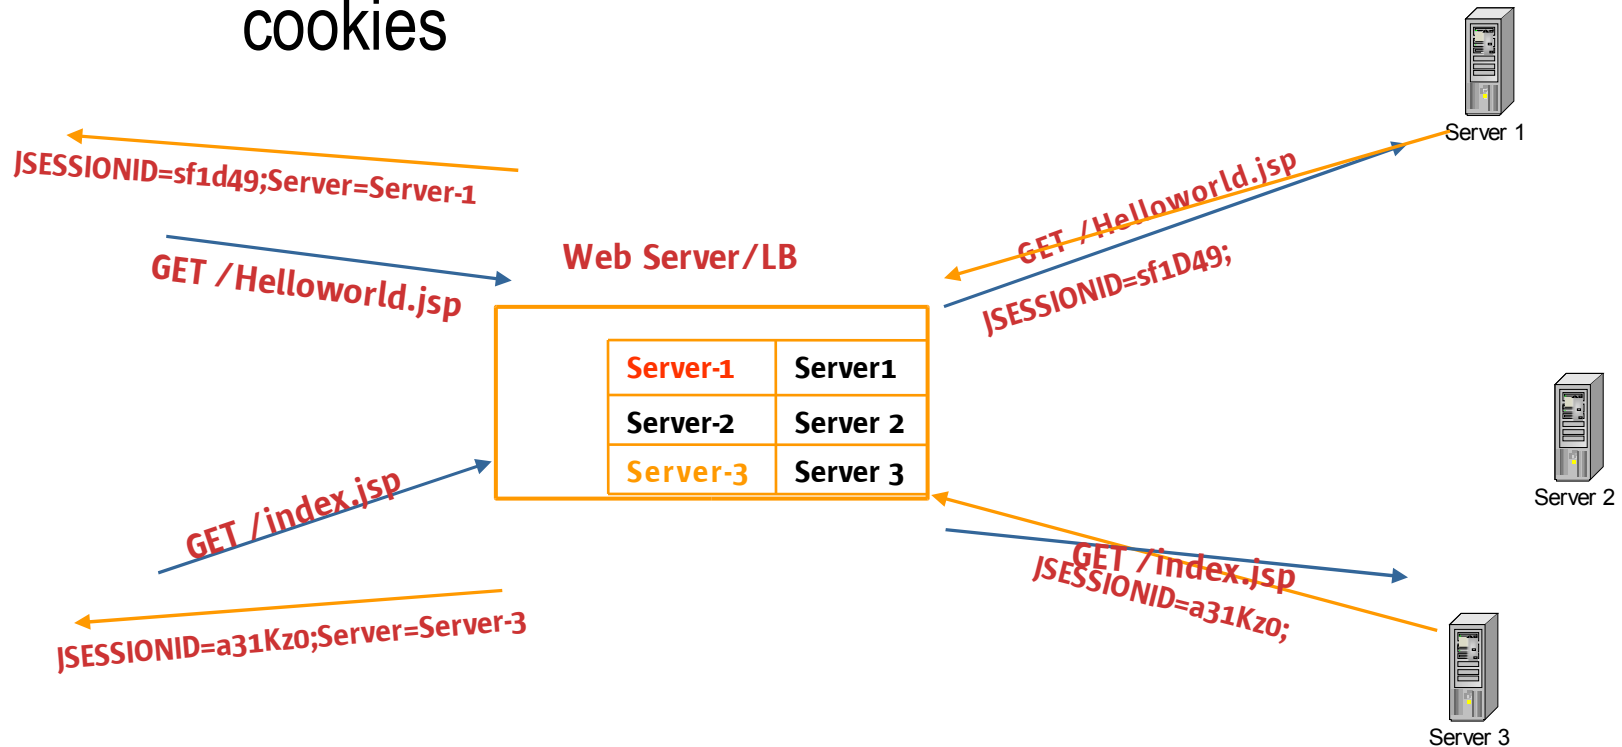 cookies
Server 1
JSESSIONID=sf1d49;Server=Server-1
GET /Helloworld.jsp
GET /Helloworld.jsp
JSESSIONID=sf1D49;
Web Server/LB
Server-1 Server1
Server-2 Server 2
Server-3 Server 3
Server 2
GET /index.jsp
JSESSIONID=a31Kz0;Server=Server-3
GET /index.jsp
JSESSIONID=a31Kz0;
Server 3